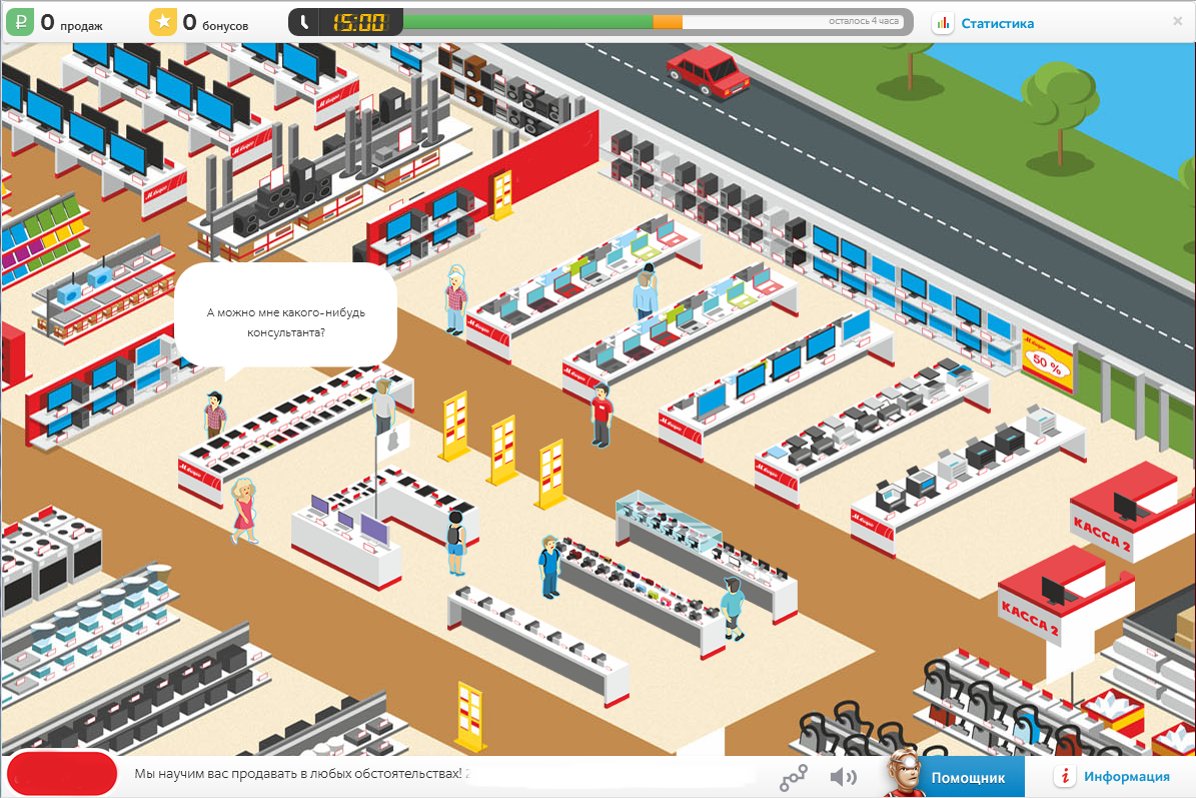 0 продаж
0 бонусов
15:00
осталось 4 часа
Статистика
А можно мне какого-нибудь
консультанта?
50 %
КАССА 2
КАССА 2
Мы научим вас продавать в любых обстоятельствах!
Помощник
Информация